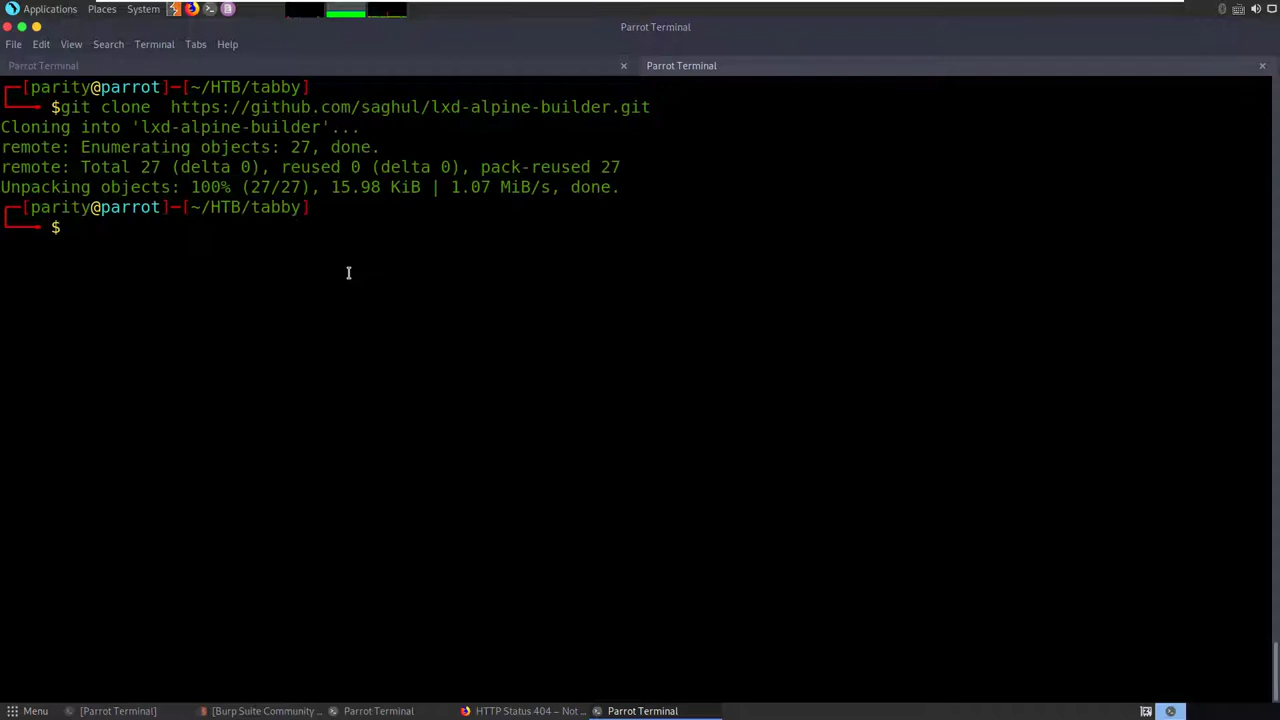 Applications Places System
Parrot Terminal
File Edit View Search Terminal Tabs Help
Parrot Terminal × Parrot Terminal ×
┌─[parity@parrot]─[~/HTB/tabby]
└──╼ $git clone  https://github.com/saghul/lxd-alpine-builder.git
Cloning into 'lxd-alpine-builder'...
remote: Enumerating objects: 27, done.
remote: Total 27 (delta 0), reused 0 (delta 0), pack-reused 27
Unpacking objects: 100% (27/27), 15.98 KiB | 1.07 MiB/s, done.
┌─[parity@parrot]─[~/HTB/tabby]
└──╼ $
Menu [Parrot Terminal] [Burp Suite Community ... Parrot Terminal HTTP Status 404 – Not ... Parrot Terminal